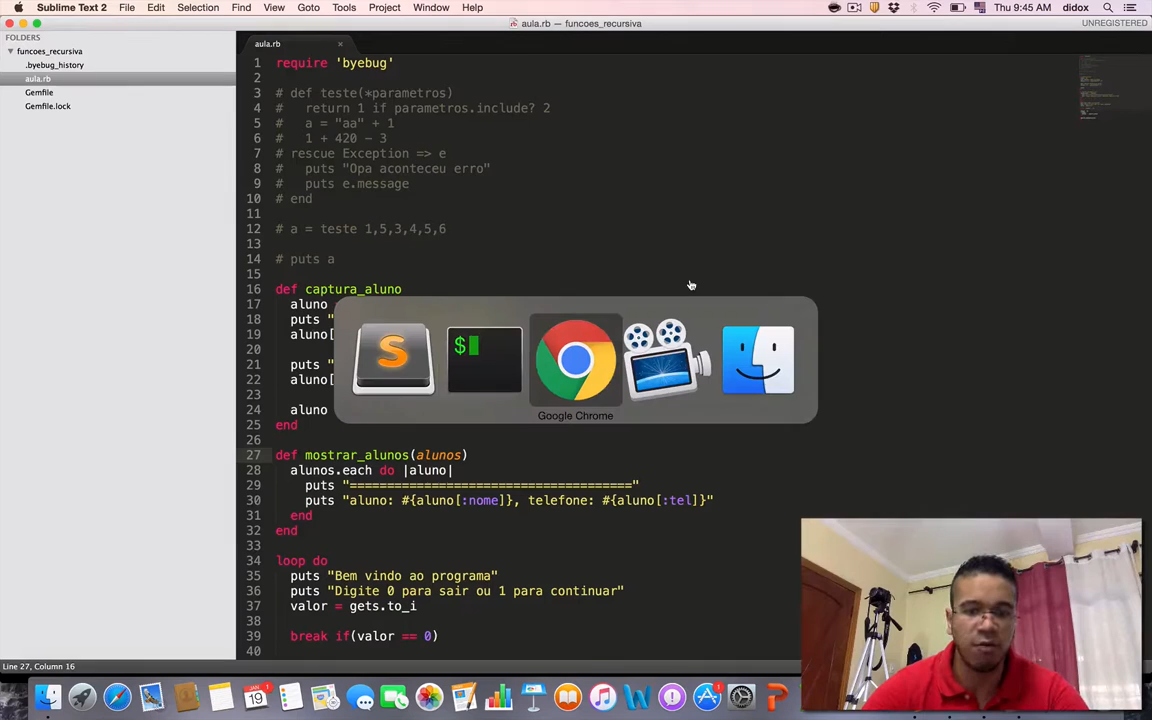 Sublime Text 2 File Edit Selection Find View Goto Tools Project Window Help
Thu 9:45 AM didox
aula.rb — funcoes_recursiva
UNREGISTERED
FOLDERS
funcoes_recursiva
.byebug_history
aula.rb
Gemfile
Gemfile.lock
aula.rb ×
1 require 'byebug'
2
3 # def teste(*parametros)
4 #   return 1 if parametros.include? 2
5 #   a = "aa" + 1
6 #   1 + 420 - 3
7 # rescue Exception => e
8 #   puts "Opa aconteceu erro"
9 #   puts e.message
10 # end
11
12 # a = teste 1,5,3,4,5,6
13
14 # puts a
15
16 def captura_aluno
17   aluno
18   puts "
19   aluno[
20
21   puts "
22   aluno[
23
24   aluno
25 end
26
27 def mostrar_alunos(alunos)
28   alunos.each do |aluno|
29     puts "======================================"
30     puts "aluno: #{aluno[:nome]}, telefone: #{aluno[:tel]}"
31   end
32 end
33
34 loop do
35   puts "Bem vindo ao programa"
36   puts "Digite 0 para sair ou 1 para continuar"
37   valor = gets.to_i
38
39   break if(valor == 0)
40
S
$
Google Chrome
Line 27, Column 16
JAN
19
1
1